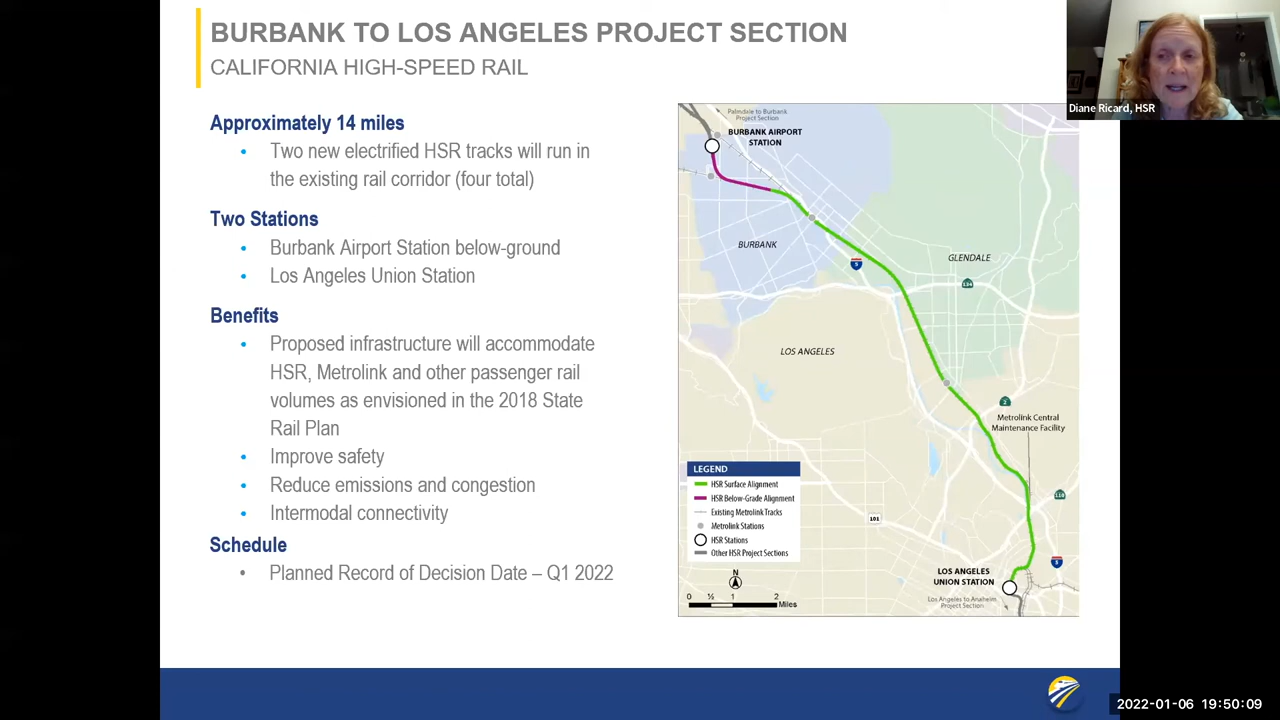 BURBANK TO LOS ANGELES PROJECT SECTION
CALIFORNIA HIGH-SPEED RAIL
Diane Ricard, HSR
Approximately 14 miles
• Two new electrified HSR tracks will run in
the existing rail corridor (four total)
Two Stations
• Burbank Airport Station below-ground
• Los Angeles Union Station
Benefits
• Proposed infrastructure will accommodate
HSR, Metrolink and other passenger rail
volumes as envisioned in the 2018 State
Rail Plan
• Improve safety
• Reduce emissions and congestion
• Intermodal connectivity
Schedule
• Planned Record of Decision Date – Q1 2022
Palmdale to Burbank
Project Section
BURBANK AIRPORT
STATION
BURBANK
GLENDALE
5
134
LOS ANGELES
2
Metrolink Central
Maintenance Facility
LEGEND
HSR Surface Alignment
HSR Below-Grade Alignment
Existing Metrolink Tracks
Metrolink Stations
HSR Stations
Other HSR Project Sections
101
110
5
LOS ANGELES
UNION STATION
Los Angeles to Anaheim
Project Section
N
0 ½ 1 2
Miles
2022-01-06 19:50:09